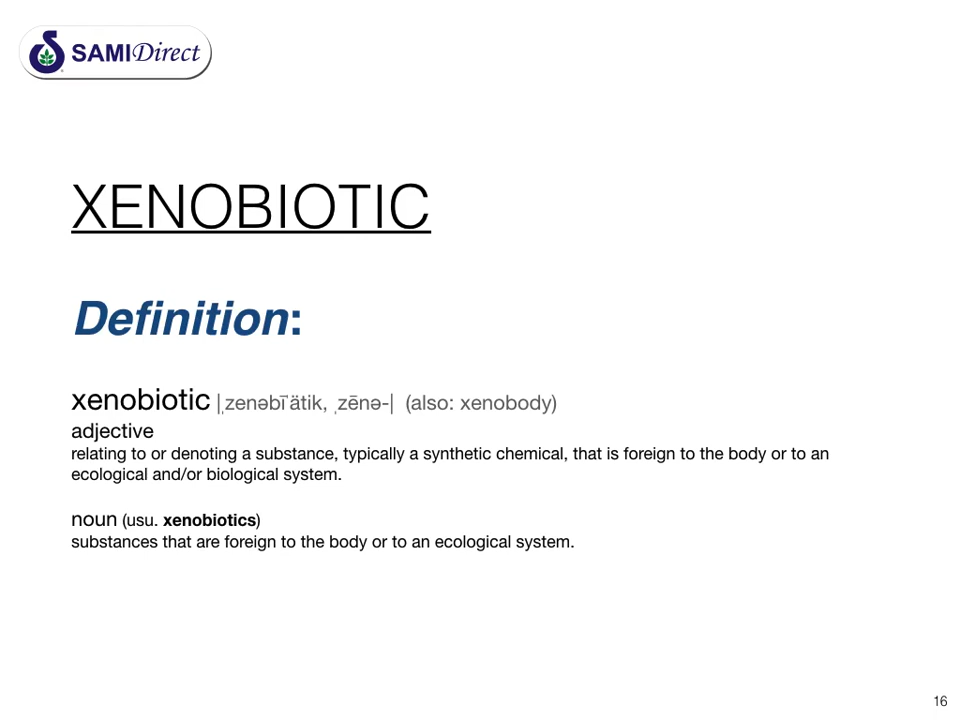 SAMIDirect
XENOBIOTIC
Definition:
xenobiotic |ˌzenəbīˈätik, ˌzēnə-| (also: xenobody)
adjective
relating to or denoting a substance, typically a synthetic chemical, that is foreign to the body or to an
ecological and/or biological system.
noun (usu. xenobiotics)
substances that are foreign to the body or to an ecological system.
16